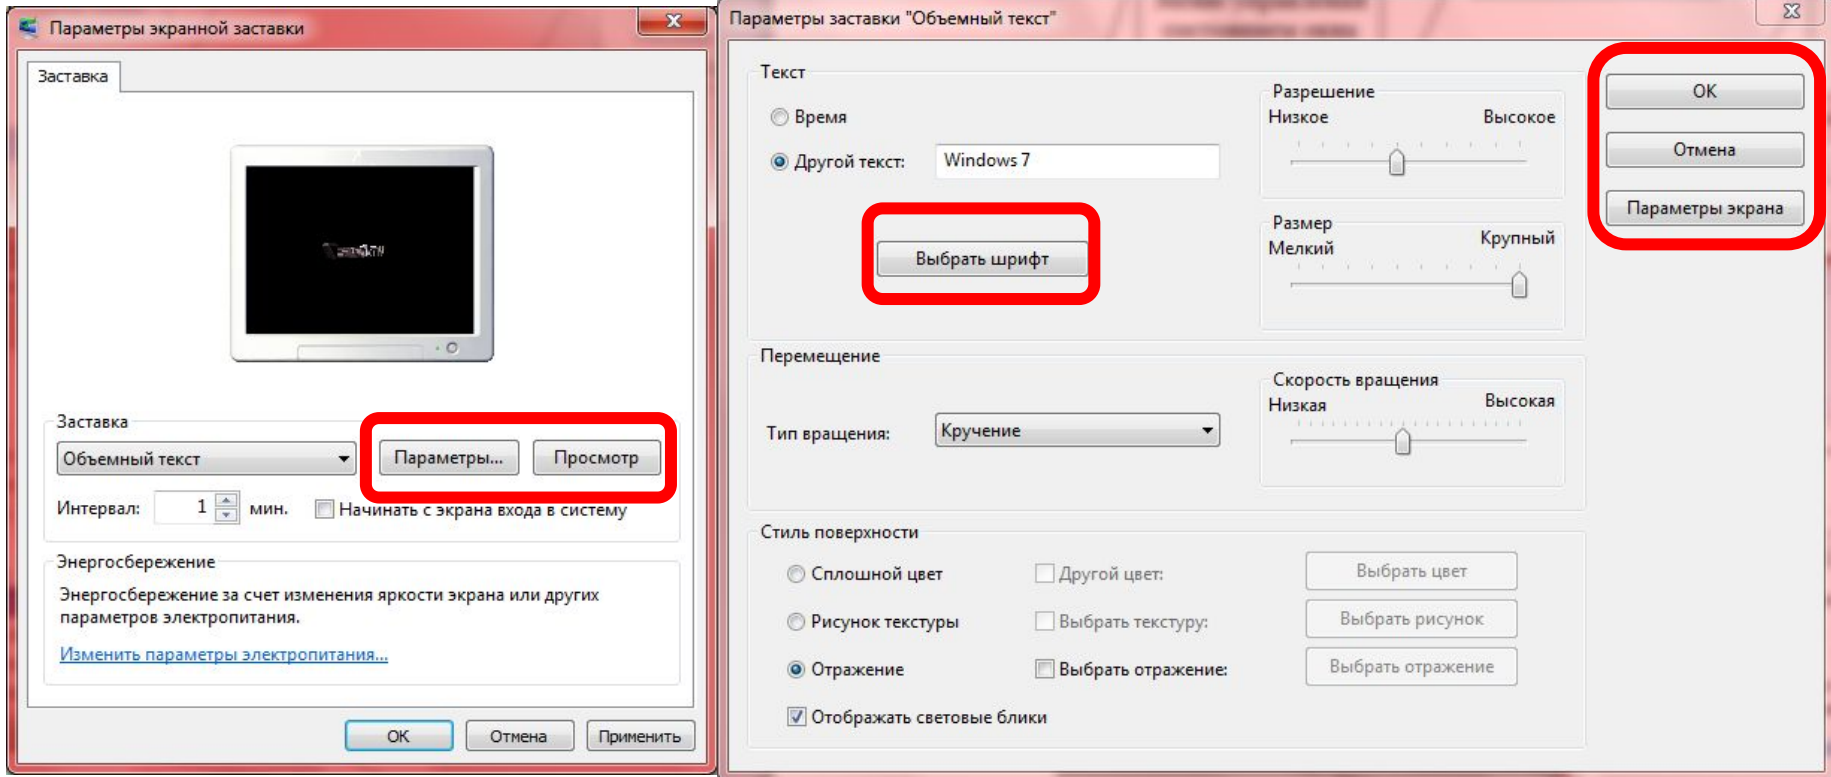 Параметры экранной заставки
Заставка
Заставка
Объемный текст
Параметры...
Просмотр
Интервал:
1
мин.
Начинать с экрана входа в систему
Энергосбережение
Энергосбережение за счет изменения яркости экрана или других
параметров электропитания.
Изменить параметры электропитания...
ОК
Отмена
Применить
Параметры заставки "Объемный текст"
Текст
Время
Другой текст:
Windows 7
Выбрать шрифт
Разрешение
Низкое
Высокое
Размер
Мелкий
Крупный
ОК
Отмена
Параметры экрана
Перемещение
Тип вращения:
Кручение
Скорость вращения
Низкая
Высокая
Стиль поверхности
Сплошной цвет
Другой цвет:
Выбрать цвет
Рисунок текстуры
Выбрать текстуру:
Выбрать рисунок
Отражение
Выбрать отражение:
Выбрать отражение
Отображать световые блики